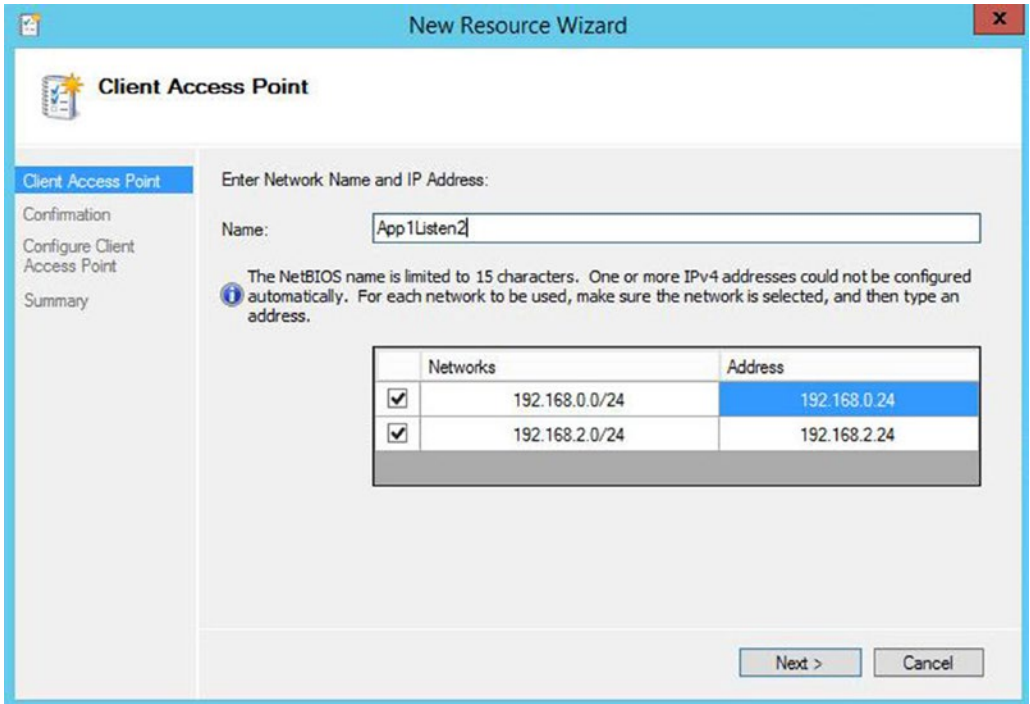 New Resource Wizard
x
Client Access Point
Client Access Point
Confirmation
Configure Client
Access Point
Summary
Enter Network Name and IP Address:
Name:
App1Listen2
The NetBIOS name is limited to 15 characters. One or more IPv4 addresses could not be configured
automatically. For each network to be used, make sure the network is selected, and then type an
address.
Networks Address
192.168.0.0/24 192.168.0.24
192.168.2.0/24 192.168.2.24
Next > Cancel